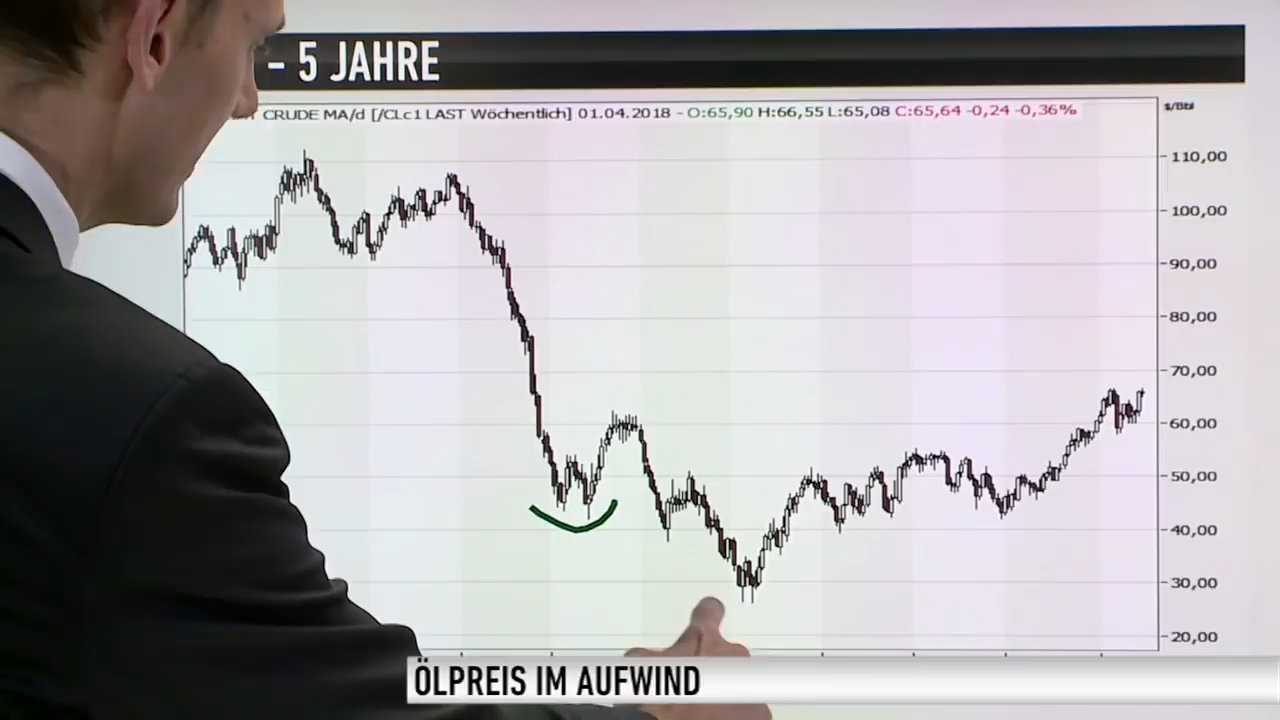 - 5 JAHRE
CRUDE MA/d [/CLc1 LAST Wöchentlich] 01.04.2018 - O:65,90 H:66,55 L:65,08 C:65,64 -0,24 -0,36%
$/Bbl
110,00
100,00
90,00
80,00
70,00
60,00
50,00
40,00
30,00
20,00
ÖLPREIS IM AUFWIND